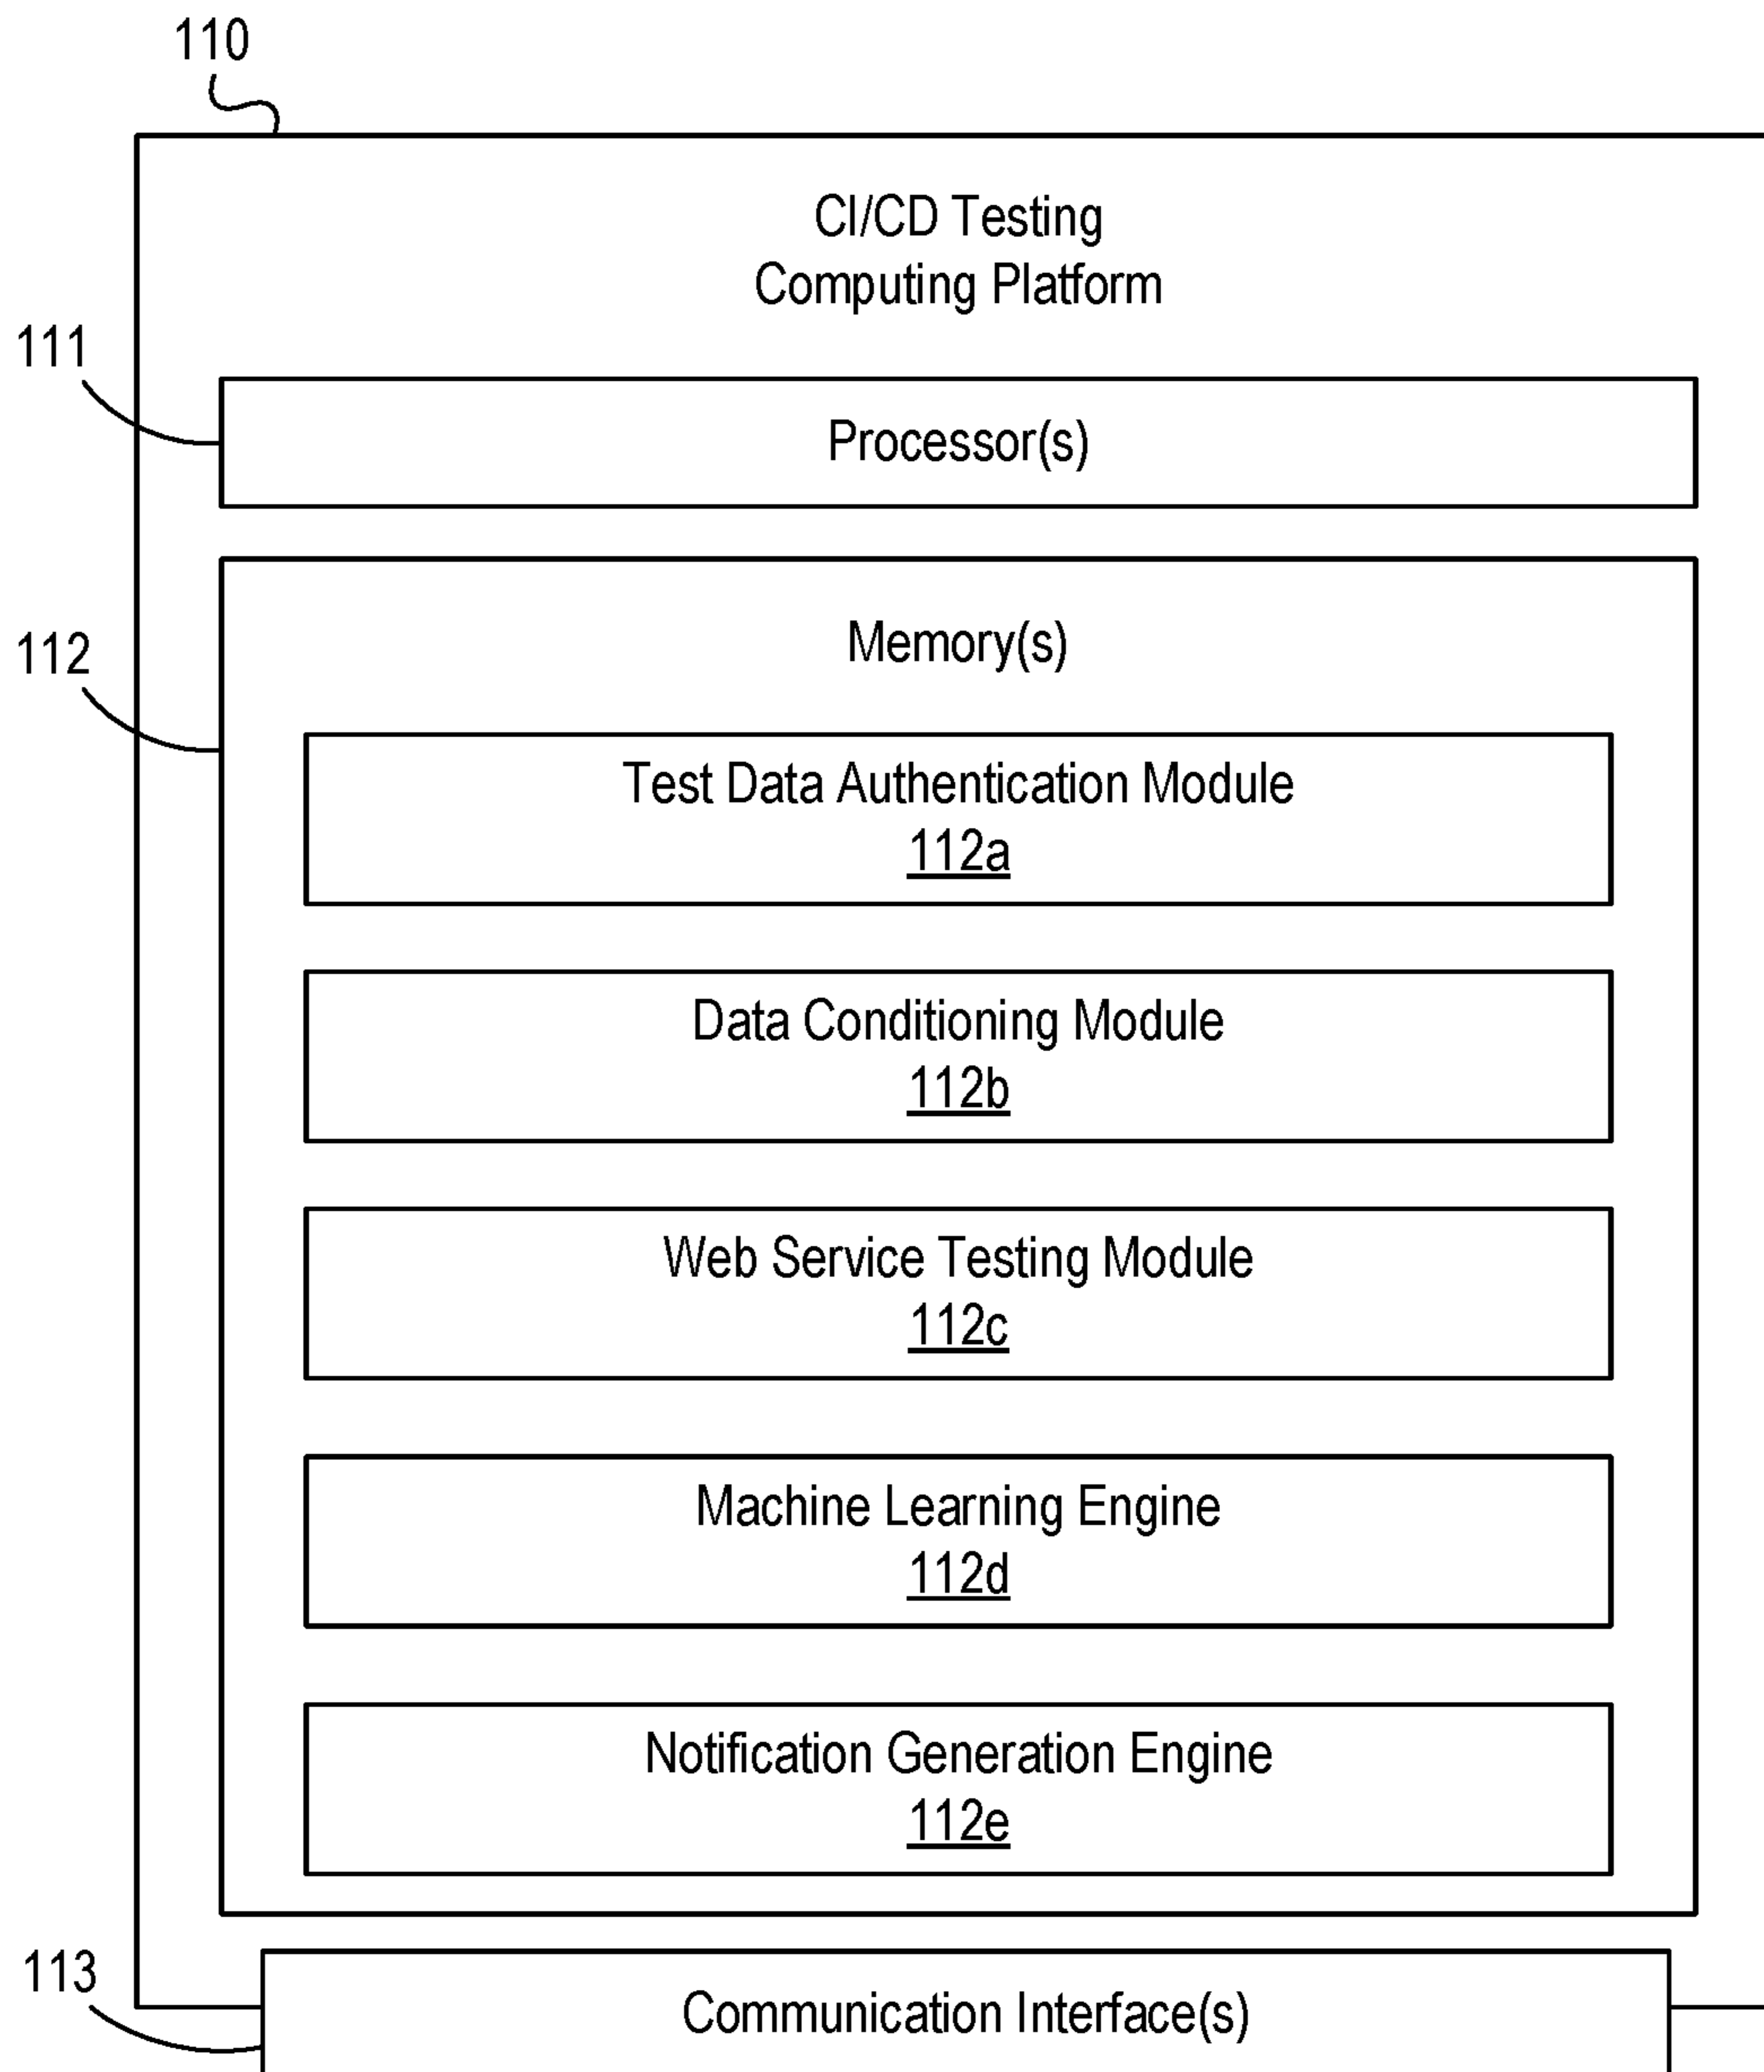 110
CI/CD Testing
Computing Platform
111
Processor(s)
112
Memory(s)
Test Data Authentication Module
112a
Data Conditioning Module
112b
Web Service Testing Module
112c
Machine Learning Engine
112d
Notification Generation Engine
112e
113
Communication Interface(s)